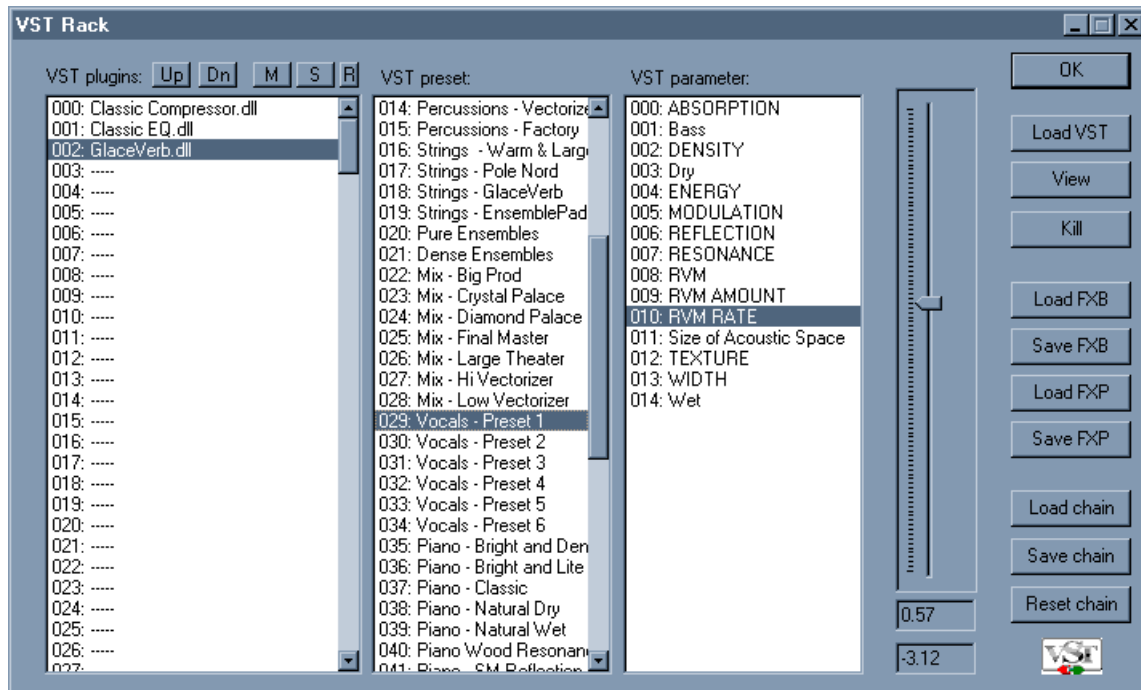 VST Rack
VST plugins: Up Dn M S R
000: Classic Compressor.dll
001: Classic EQ.dll
002: GlaceVerb.dll
003: -----
004: -----
005: -----
006: -----
007: -----
008: -----
009: -----
010: -----
011: -----
012: -----
013: -----
014: -----
015: -----
016: -----
017: -----
018: -----
019: -----
020: -----
021: -----
022: -----
023: -----
024: -----
025: -----
026: -----
027:
VST preset:
014: Percussions - Vectorize
015: Percussions - Factory
016: Strings - Warm & Larg
017: Strings - Pole Nord
018: Strings - GlaceVerb
019: Strings - EnsemblePad
020: Pure Ensembles
021: Dense Ensembles
022: Mix - Big Prod
023: Mix - Crystal Palace
024: Mix - Diamond Palace
025: Mix - Final Master
026: Mix - Large Theater
027: Mix - Hi Vectorizer
028: Mix - Low Vectorizer
029: Vocals - Preset 1
030: Vocals - Preset 2
031: Vocals - Preset 3
032: Vocals - Preset 4
033: Vocals - Preset 5
034: Vocals - Preset 6
035: Piano - Bright and Den
036: Piano - Bright and Lite
037: Piano - Classic
038: Piano - Natural Dry
039: Piano - Natural Wet
040: Piano Wood Resonan
041: Piano - SM Reflection
VST parameter:
000: ABSORPTION
001: Bass
002: DENSITY
003: Dry
004: ENERGY
005: MODULATION
006: REFLECTION
007: RESONANCE
008: RVM
009: RVM AMOUNT
010: RVM RATE
011: Size of Acoustic Space
012: TEXTURE
013: WIDTH
014: Wet
0.57
-3.12
OK
Load VST
View
Kill
Load FXB
Save FXB
Load FXP
Save FXP
Load chain
Save chain
Reset chain
VST